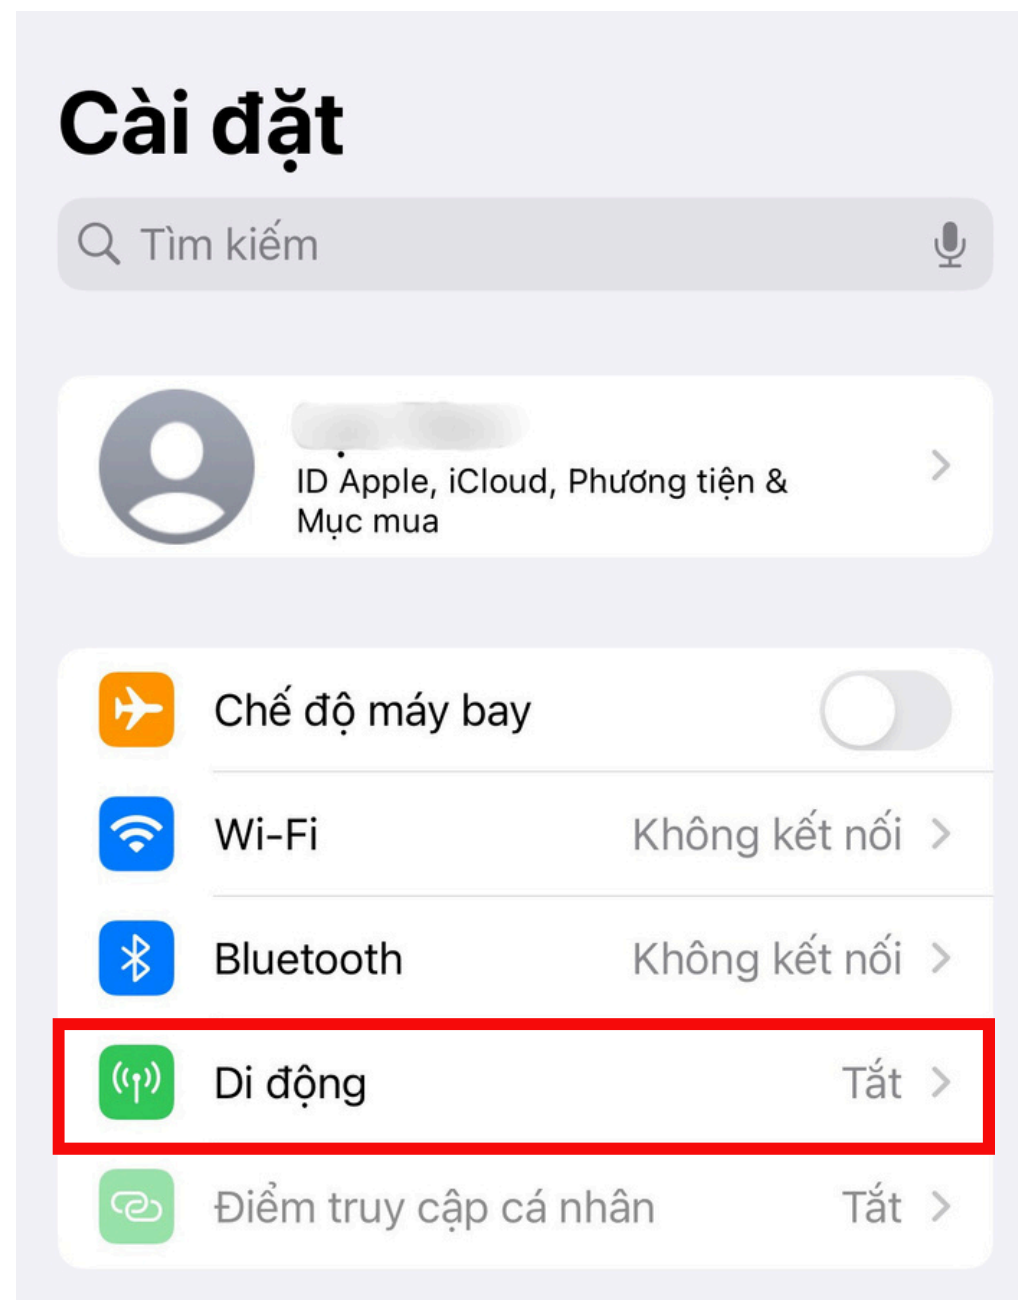 Cài đặt
Tìm kiếm
ID Apple, iCloud, Phương tiện &
Mục mua
Chế độ máy bay
Wi-Fi Không kết nối
Bluetooth Không kết nối
Di động Tắt
Điểm truy cập cá nhân Tắt